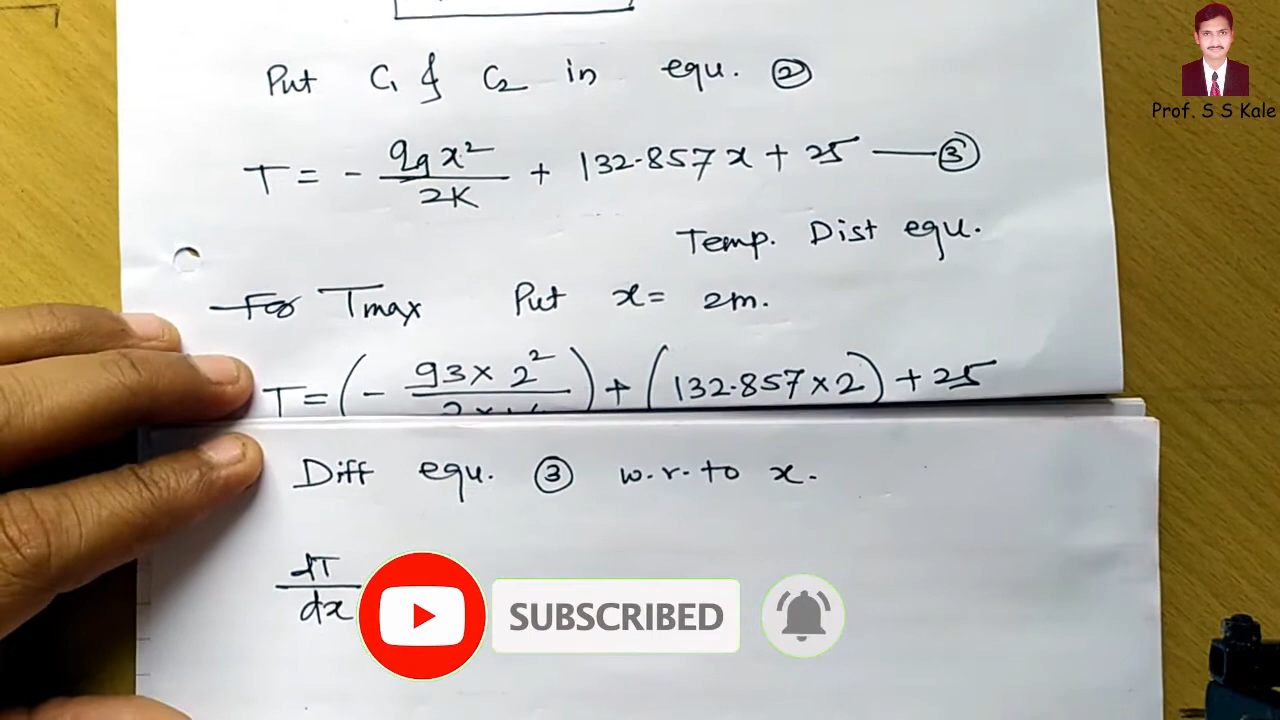 Prof. S S Kale
Put C₁ & C₂ in equ. ②
T = - qg x² / 2K + 132.857 x + 25 — ③
Temp. Dist equ.
For Tmax Put x = 2m.
T = ( - 93 × 2² / ) + ( 132.857 × 2 ) + 25
Diff equ. ③ w.r.to x.
dT / dx
SUBSCRIBED